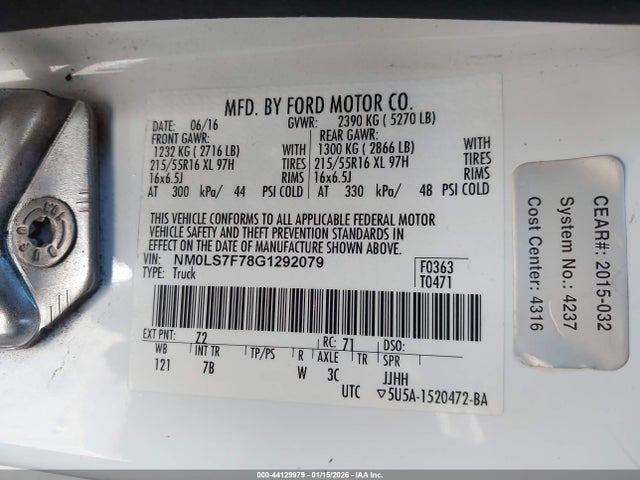 MFD. BY FORD MOTOR CO.
DATE: 06/16 GVWR: 2390 KG ( 5270 LB)
FRONT GAWR: REAR GAWR:
1232 KG ( 2716 LB) WITH 1300 KG ( 2866 LB) WITH
215/55R16 XL 97H TIRES 215/55R16 XL 97H TIRES
16x6.5J RIMS 16x6.5J RIMS
AT 300 kPa/ 44 PSI COLD AT 330 kPa/ 48 PSI COLD
THIS VEHICLE CONFORMS TO ALL APPLICABLE FEDERAL MOTOR
VEHICLE SAFETY AND THEFT PREVENTION STANDARDS IN
EFFECT ON THE DATE OF MANUFACTURE SHOWN ABOVE.
VIN: NM0LS7F78G1292079 F0363
TYPE: Truck T0471
EXT PNT: Z2 RC: 71 DSO:
WB INT TR TP/PS R AXLE TR SPR
121 7B W 3C JJHH
UTC ▽5U5A-1520472-BA
CEAR#: 2015-032
System No.: 4237
Cost Center: 4316
000-44129979 - 01/15/2026 - IAAI, Inc.